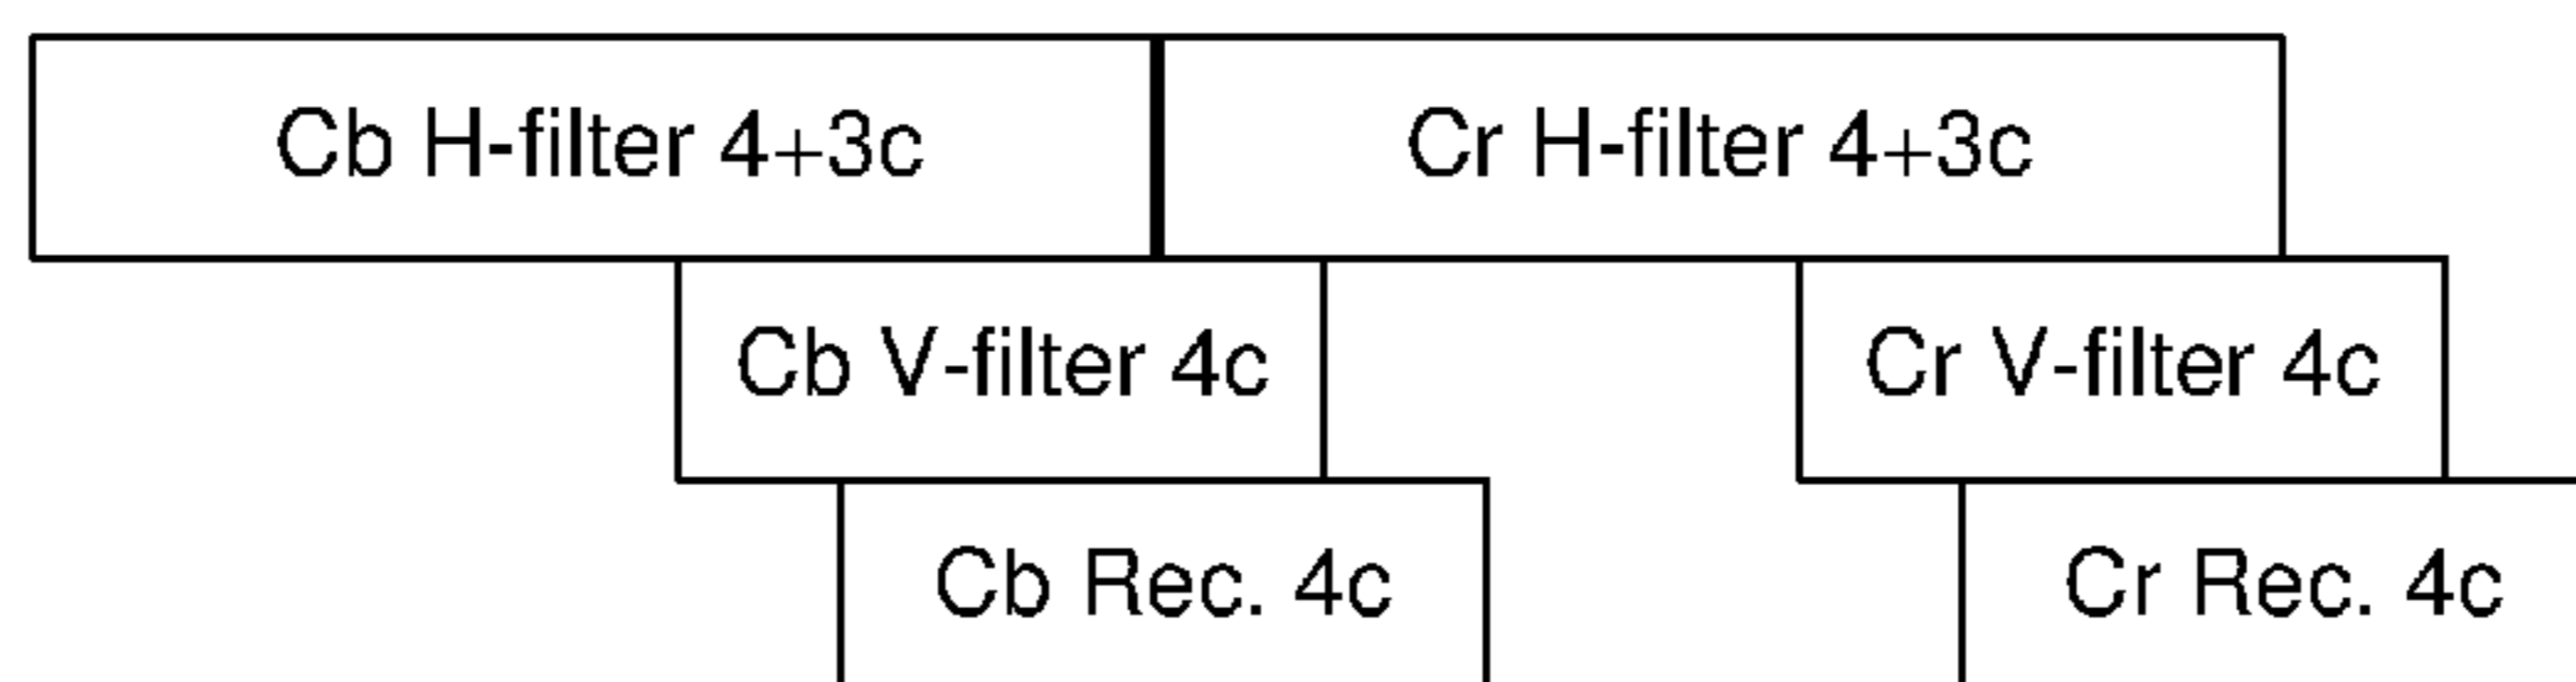 Cb H-filter 4+3c
Cr H-filter 4+3c
Cb V-filter 4c
Cr V-filter 4c
Cb Rec. 4c
Cr Rec. 4c